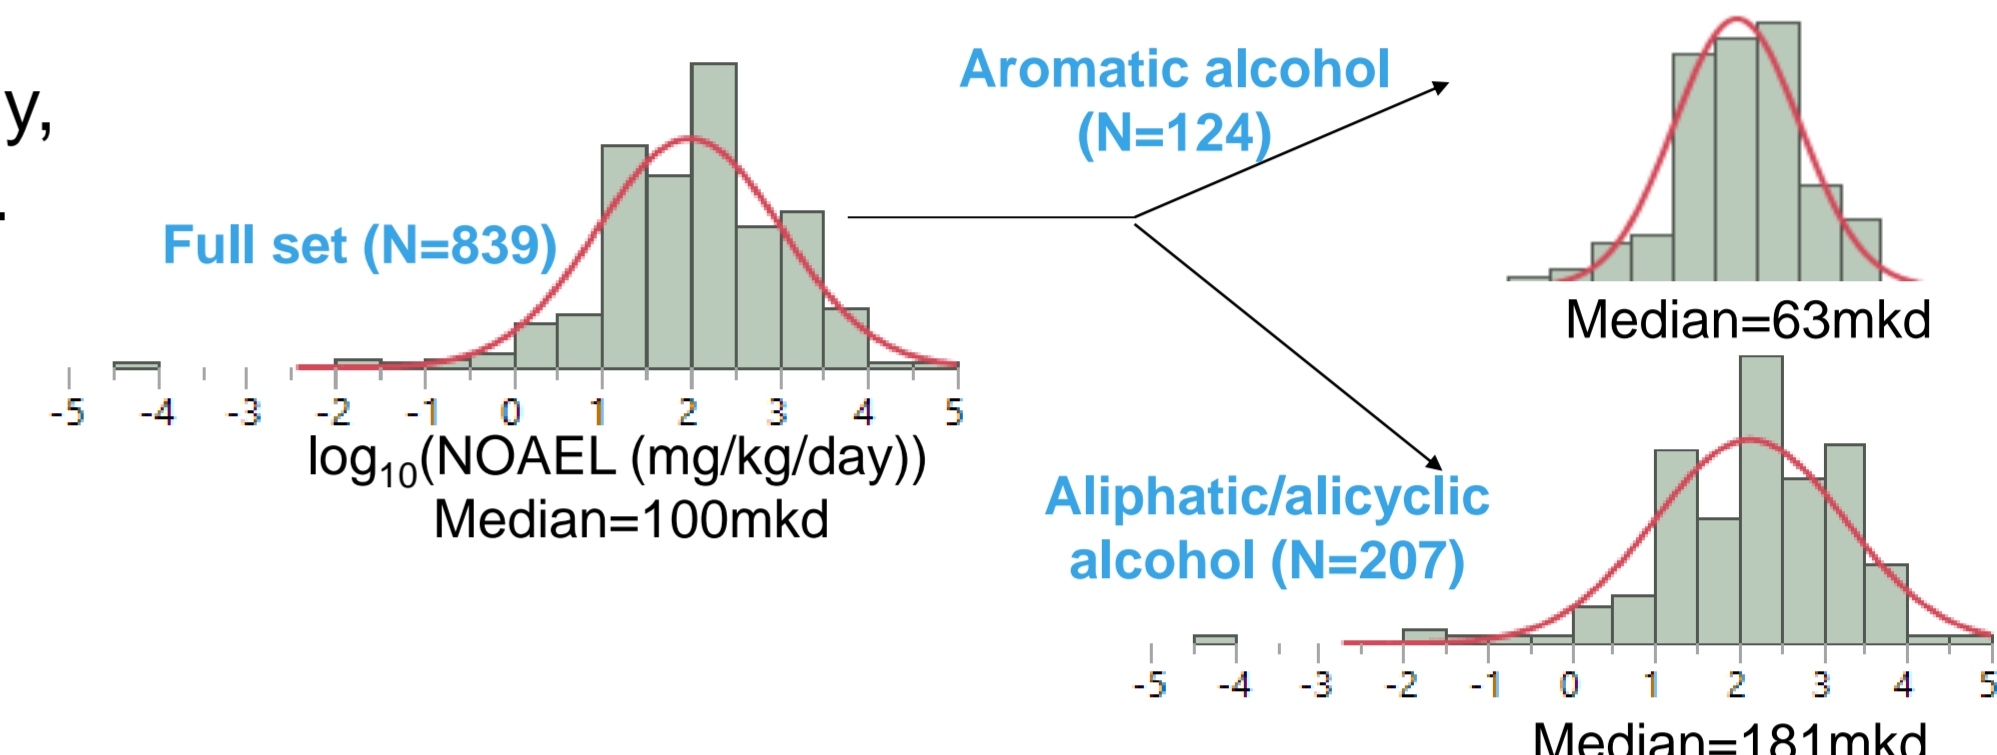 y,
.
Full set (N=839)
-5 -4 -3 -2 -1 0 1 2 3 4 5
log₁₀(NOAEL (mg/kg/day))
Median=100mkd
Aromatic alcohol
(N=124)
Median=63mkd
Aliphatic/alicyclic
alcohol (N=207)
-5 -4 -3 -2 -1 0 1 2 3 4 5
Median=181mkd